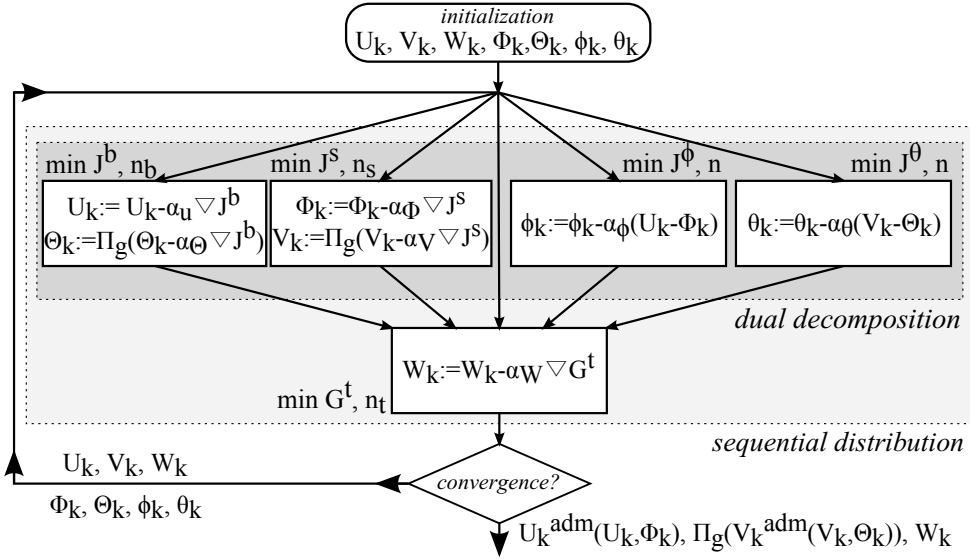 initialization
U_k, V_k, W_k, Φ_k,Θ_k, ϕ_k, θ_k
min J^b, n_b
min J^s, n_s
min J^ϕ, n
min J^θ, n
U_k:= U_k-α_u▽J^b
Θ_k:=Π_g(Θ_k-α_Θ▽J^b)
Φ_k:=Φ_k-α_Φ▽J^s
V_k:=Π_g(V_k-α_V▽J^s)
ϕ_k:=ϕ_k-α_ϕ(U_k-Φ_k)
θ_k:=θ_k-α_θ(V_k-Θ_k)
dual decomposition
W_k:=W_k-α_W▽G^t
min G^t, n_t
sequential distribution
U_k, V_k, W_k
Φ_k, Θ_k, ϕ_k, θ_k
convergence?
U_k^adm(U_k,Φ_k), Π_g(V_k^adm(V_k,Θ_k)), W_k